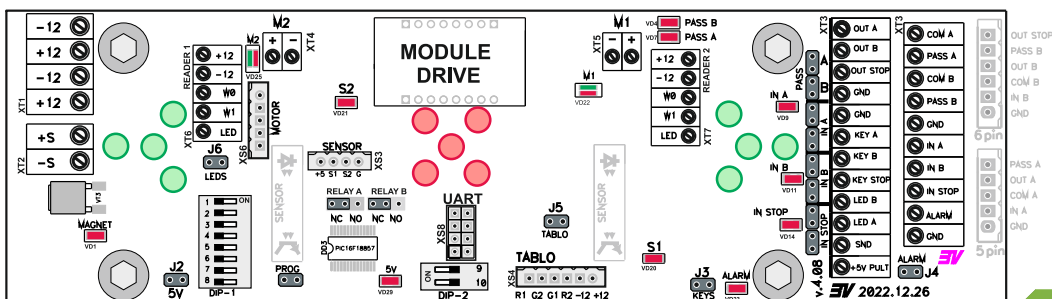 -12
+12
-12
+12
XT1
+S
-S
XT2
V13
MAGNET
VD1
READER 1
+12
-12
W0
W1
LED
XT6
M2
VD25
M2
+ -
XT4
MOTOR
XS6
J6
LEDS
1
2
3
4
5
6
7
8
ON
DIP-1
J2
5V
S2
VD21
SENSOR
+5 S1 S2 G
XS3
SENSOR
RELAY A
NC NO
RELAY B
NC NO
DD3
PIC16F18857
PROG
5V
VD29
MODULE
DRIVE
UART
XS8
ON
9
10
DIP-2
TABLO
XS4
R1 G2 G1 R2 -12 +12
J5
TABLO
M1
VD22
M1
- +
XT5
VD4 PASS B
VD7 PASS A
+12
-12
W0
W1
LED
READER 2
XT7
SENSOR
S1
VD20
J3
KEYS
ALARM
IN A
VD9
IN B
VD11
IN STOP
VD14
PASS
A
B
IN A
IN B
IN STOP
v.4.08
XT3
OUT A
OUT B
OUT STOP
GND
GND
KEY A
KEY B
KEY STOP
LED B
LED A
SND
+5V PULT
3V 2022.12.26
XT3
COM A
PASS A
COM B
PASS B
GND
IN A
IN B
IN STOP
ALARM
GND
3V
ALARM
J4
OUT STOP
PASS B
OUT B
COM B
IN B
GND
6pin
PASS A
OUT A
COM A
IN A
GND
5pin